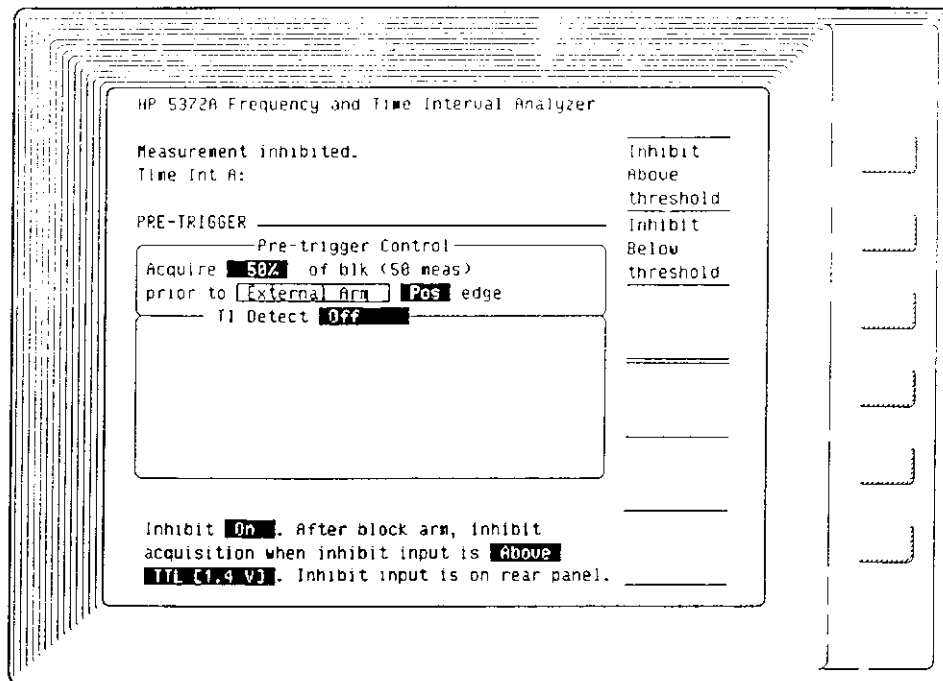 HP 5372A Frequency and Time Interval Analyzer
Measurement inhibited.
Time Int A:
PRE-TRIGGER
Pre-trigger Control
Acquire 50% of blk (50 meas)
prior to External Arm Pos edge
TI Detect Off
Inhibit On . After block arm, inhibit
acquisition when inhibit input is Above
TTL [1.4 V] . Inhibit input is on rear panel.
Inhibit
Above
threshold
Inhibit
Below
threshold